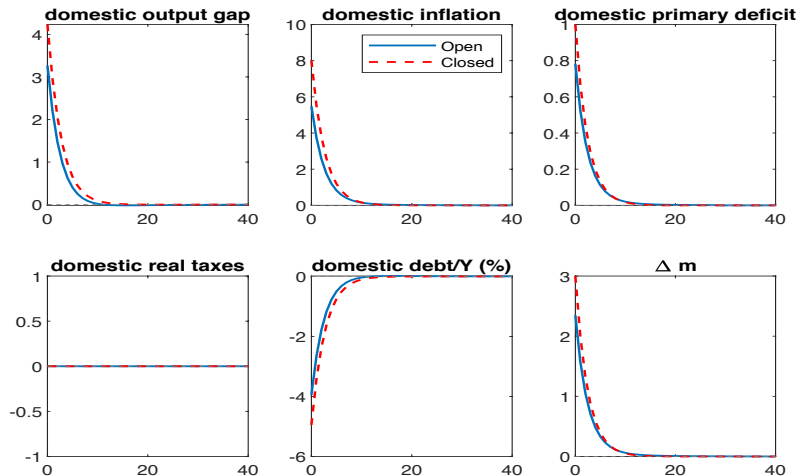 domestic output gap
4
3
2
1
0
0 20 40
domestic inflation
10
8
6
4
2
0
0 20 40
Open
Closed
domestic primary deficit
1
0.8
0.6
0.4
0.2
0
0 20 40
domestic real taxes
1
0.5
0
-0.5
-1
0 20 40
domestic debt/Y (%)
0
-2
-4
-6
0 20 40
Δ m
3
2
1
0
0 20 40